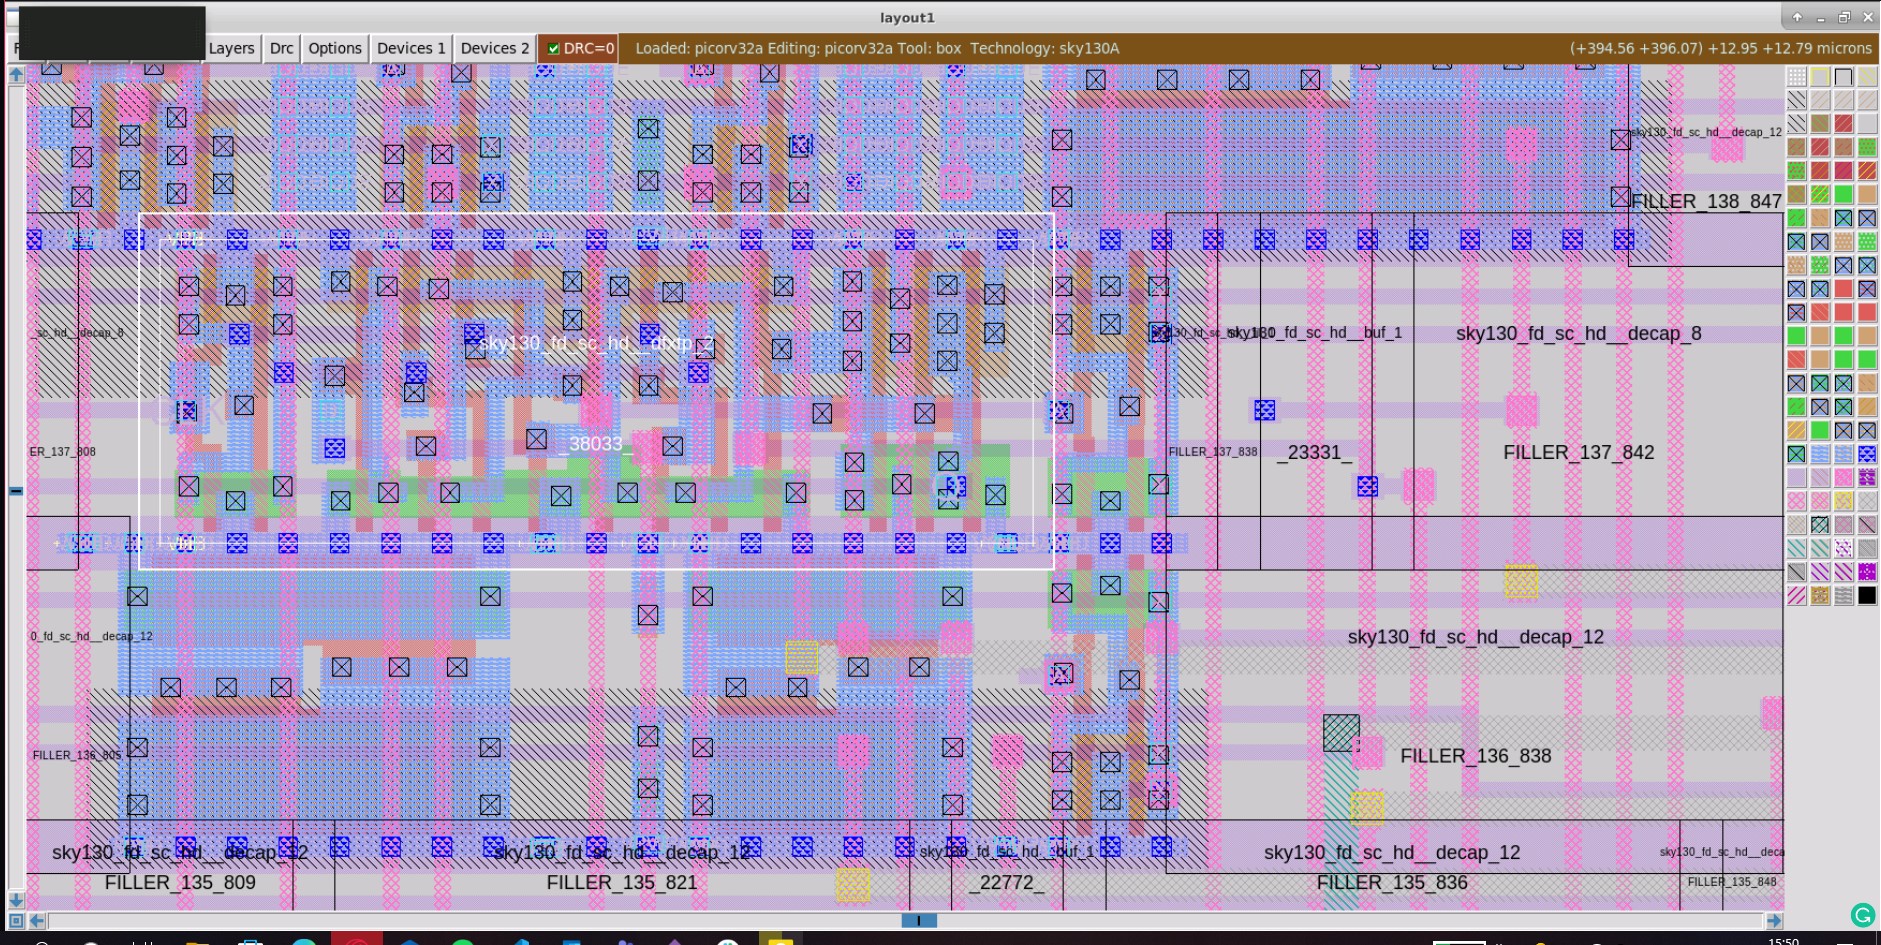 layout1
F
Layers
Drc
Options
Devices 1
Devices 2
DRC=0
Loaded: picorv32a Editing: picorv32a Tool: box Technology: sky130A
(+394.56 +396.07) +12.95 +12.79 microns
sky130_fd_sc_hd__decap_12
FILLER_138_847
VPB
_sc_hd__decap_8
sky130_fd_sc_hd__dfxtp_2
sky130_fd_sc_hd__buf_1
sky130_fd_sc_hd__decap_8
_38033_
ER_137_808
FILLER_137_838
_23331_
FILLER_137_842
0_fd_sc_hd__decap_12
sky130_fd_sc_hd__decap_12
FILLER_136_805
FILLER_136_838
sky130_fd_sc_hd__decap_12
sky130_fd_sc_hd__decap_12
sky130_fd_sc_hd__buf_1
sky130_fd_sc_hd__decap_12
sky130_fd_sc_hd__deca
FILLER_135_809
FILLER_135_821
_22772_
FILLER_135_836
FILLER_135_848
15:50